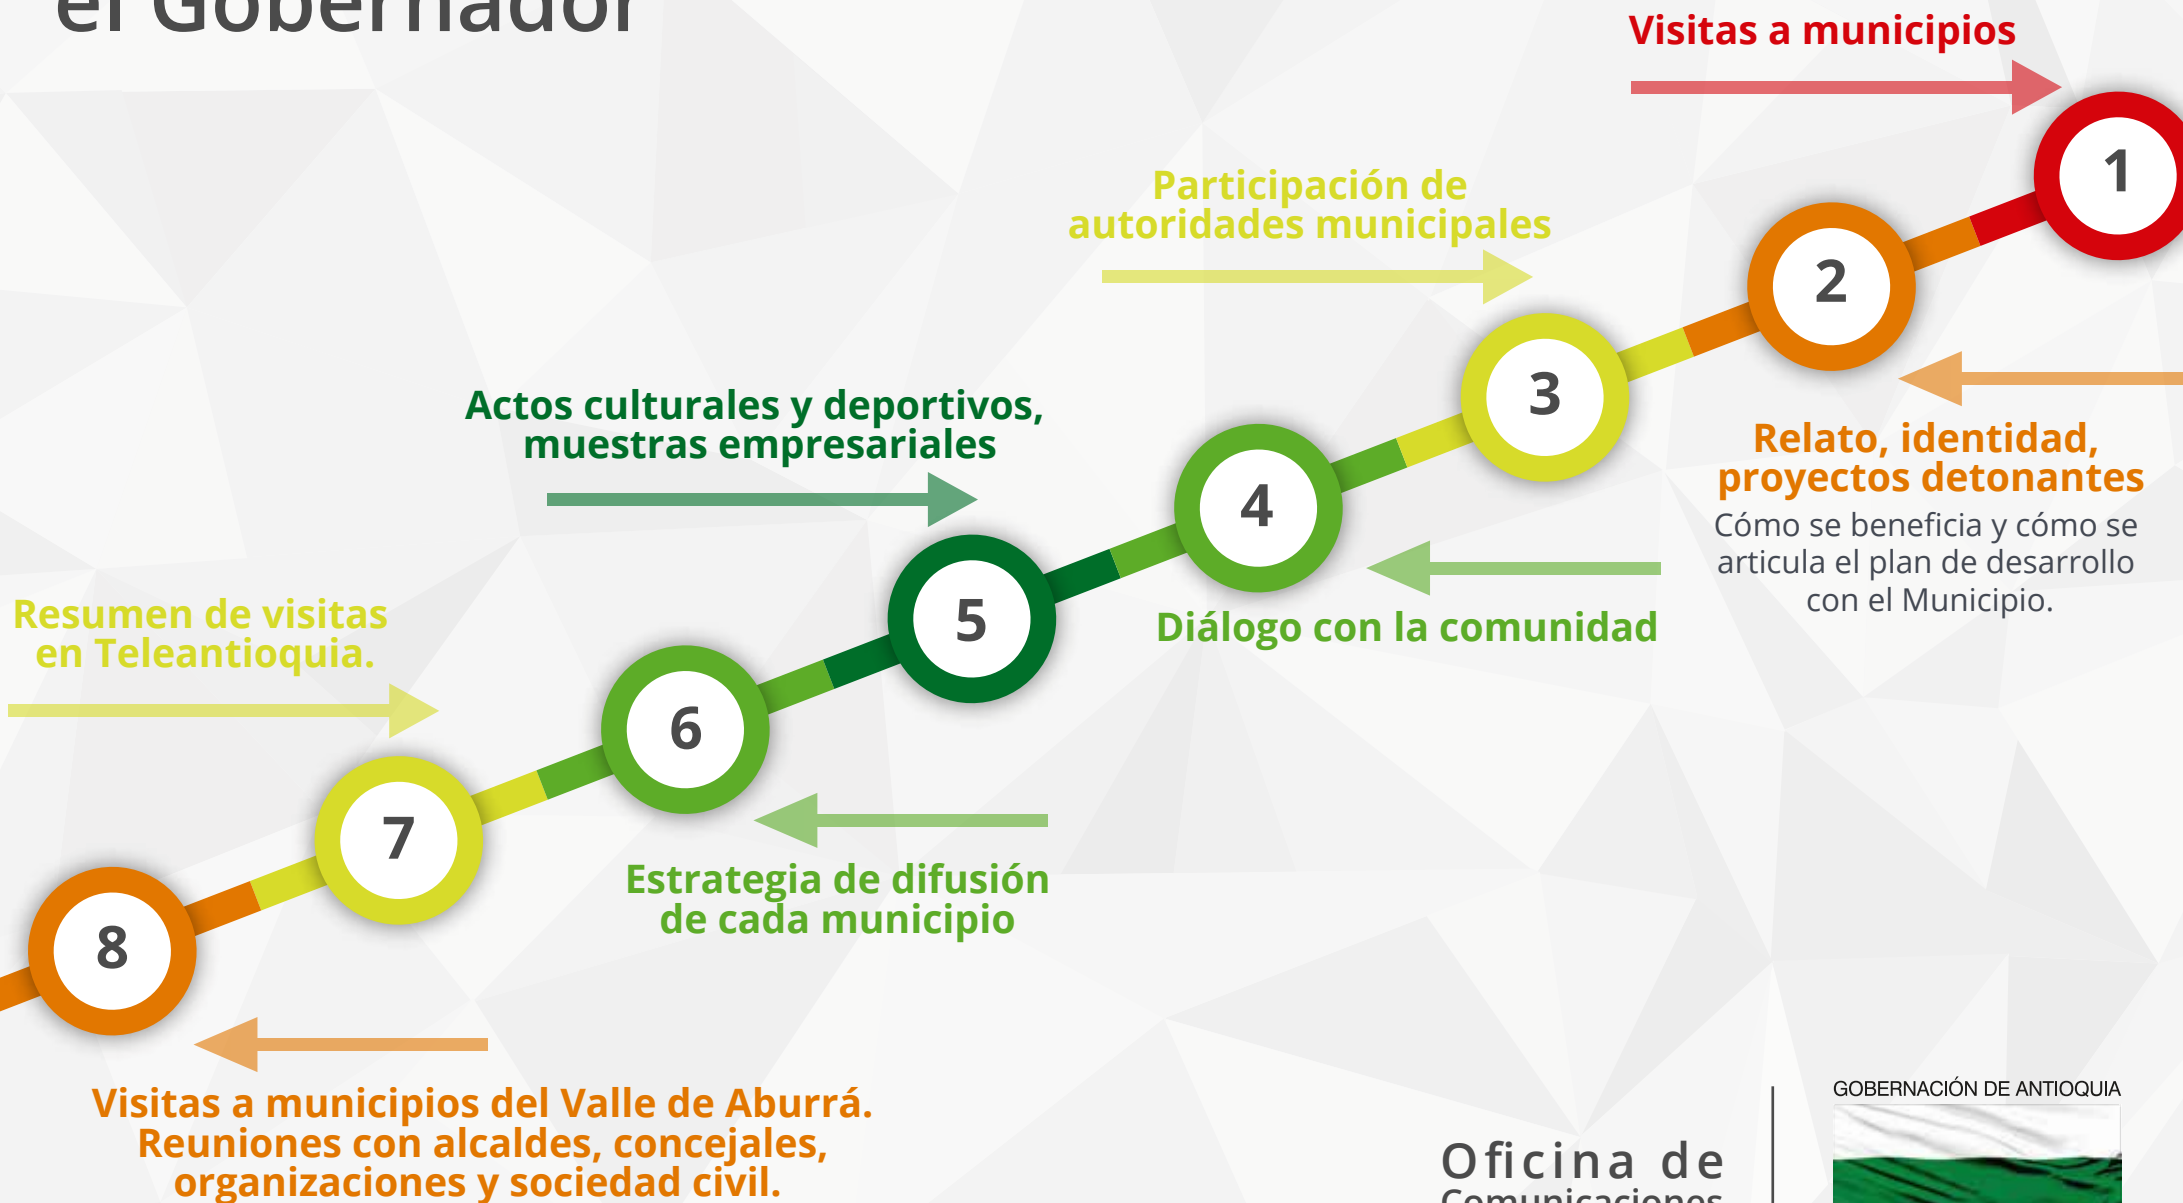 el Gobernador
Visitas a municipios
1
2
Relato, identidad,
proyectos detonantes
Cómo se beneficia y cómo se
articula el plan de desarrollo
con el Municipio.
Participación de
autoridades municipales
3
4
Diálogo con la comunidad
Actos culturales y deportivos,
muestras empresariales
5
6
Estrategia de difusión
de cada municipio
Resumen de visitas
en Teleantioquia.
7
8
Visitas a municipios del Valle de Aburrá.
Reuniones con alcaldes, concejales,
organizaciones y sociedad civil.
Oficina de
Comunicaciones
GOBERNACIÓN DE ANTIOQUIA